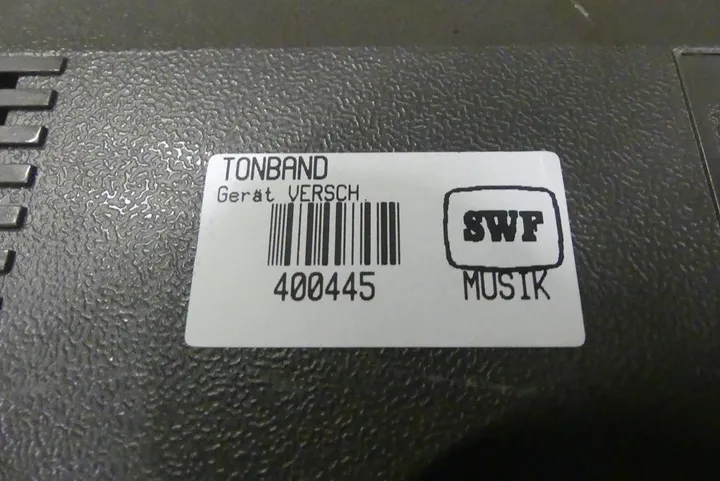 TONBAND
Gerät VERSCH.
400445
SWF
MUSIK